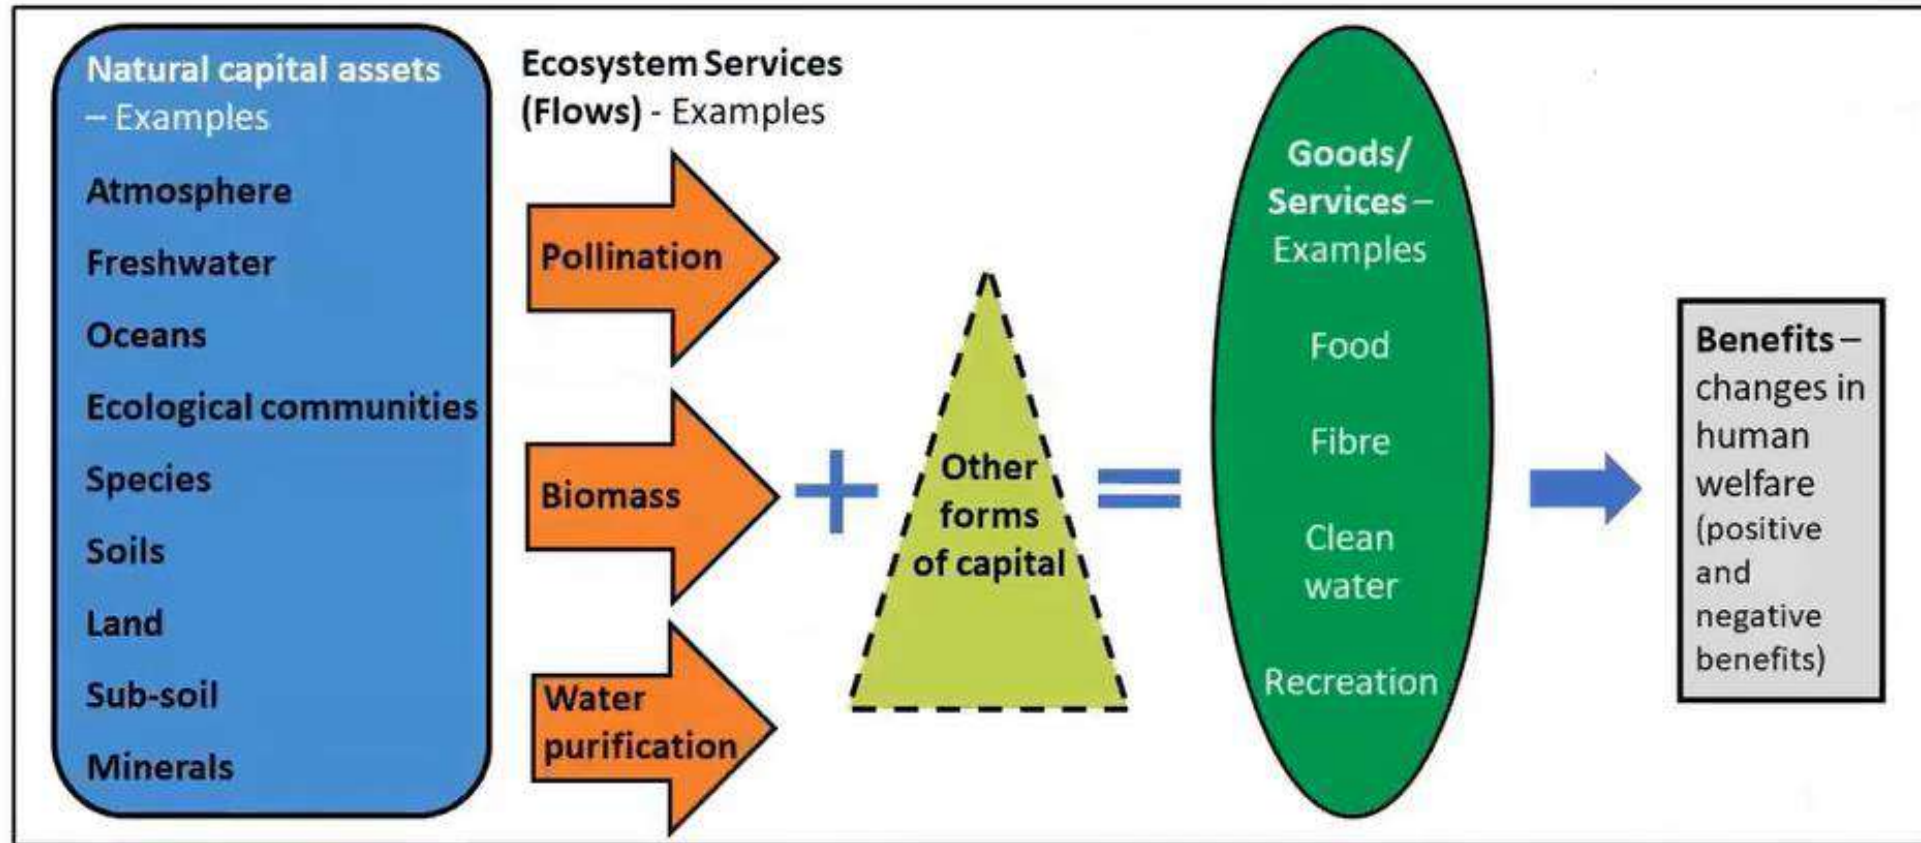 Natural capital assets
– Examples
Atmosphere
Freshwater
Oceans
Ecological communities
Species
Soils
Land
Sub-soil
Minerals
Ecosystem Services
(Flows) - Examples
Pollination
Biomass
Water
purification
+
Other
forms
of capital
=
Goods/
Services –
Examples
Food
Fibre
Clean
water
Recreation
Benefits –
changes in
human
welfare
(positive
and
negative
benefits)